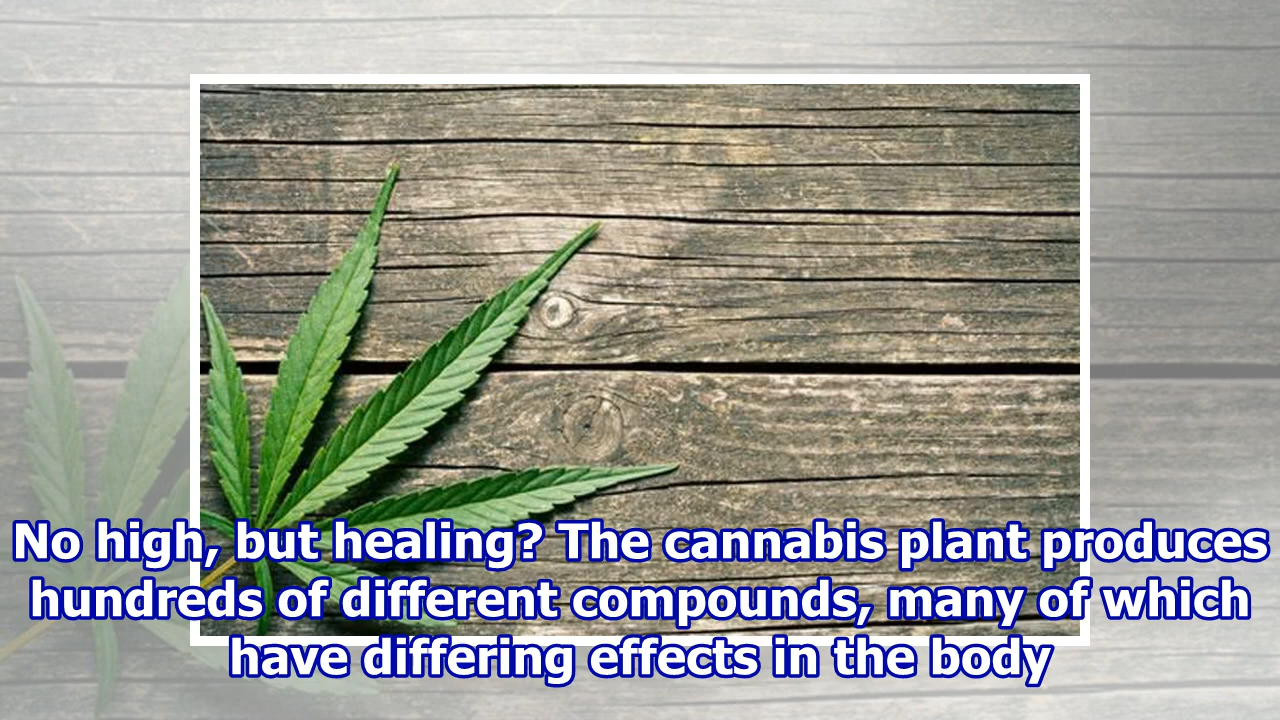 No high, but healing? The cannabis plant produces
hundreds of different compounds, many of which
have differing effects in the body